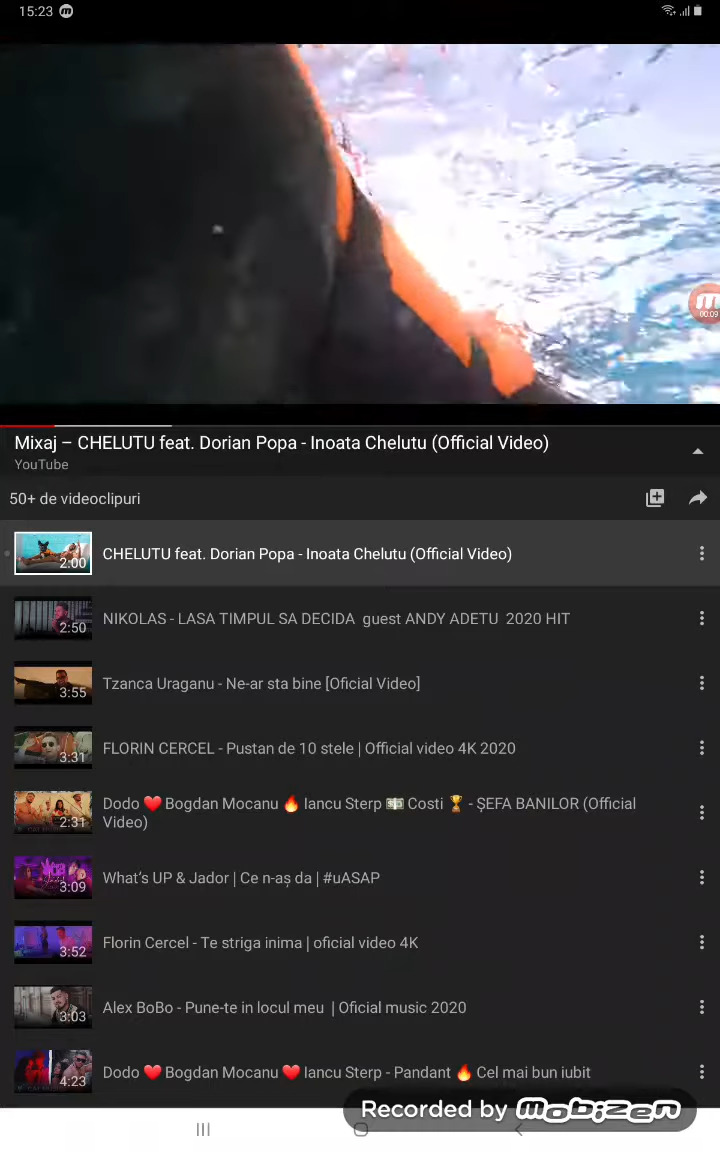 15:23
00:09
Mixaj – CHELUTU feat. Dorian Popa - Inoata Chelutu (Official Video)
YouTube
50+ de videoclipuri
2:00
CHELUTU feat. Dorian Popa - Inoata Chelutu (Official Video)
2:50
NIKOLAS - LASA TIMPUL SA DECIDA guest ANDY ADETU 2020 HIT
3:55
Tzanca Uraganu - Ne-ar sta bine [Oficial Video]
3:31
FLORIN CERCEL - Pustan de 10 stele | Official video 4K 2020
2:31
Dodo ❤️ Bogdan Mocanu 🔥 Iancu Sterp 💵 Costi 🏆 - ȘEFA BANILOR (Official
Video)
3:09
What's UP & Jador | Ce n-aș da | #uASAP
3:52
Florin Cercel - Te striga inima | oficial video 4K
3:03
Alex BoBo - Pune-te in locul meu | Oficial music 2020
4:23
Dodo ❤️ Bogdan Mocanu ❤️ Iancu Sterp - Pandant 🔥 Cel mai bun iubit
Recorded by mobizen